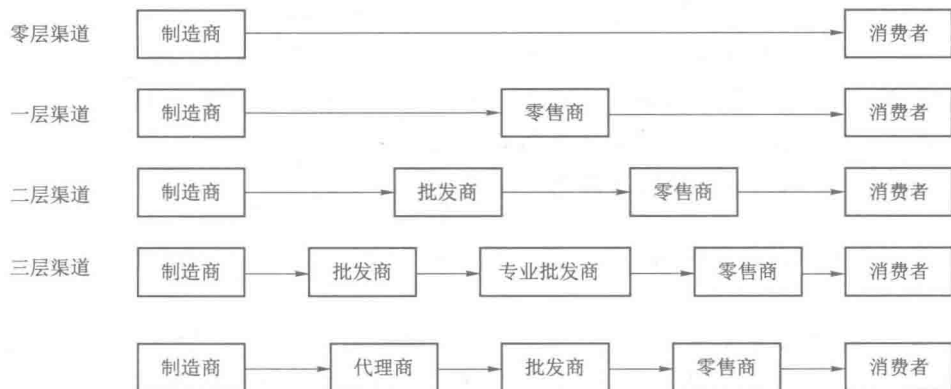 零层渠道 制造商 消费者
一层渠道 制造商 零售商 消费者
二层渠道 制造商 批发商 零售商 消费者
三层渠道 制造商 批发商 专业批发商 零售商 消费者
制造商 代理商 批发商 零售商 消费者